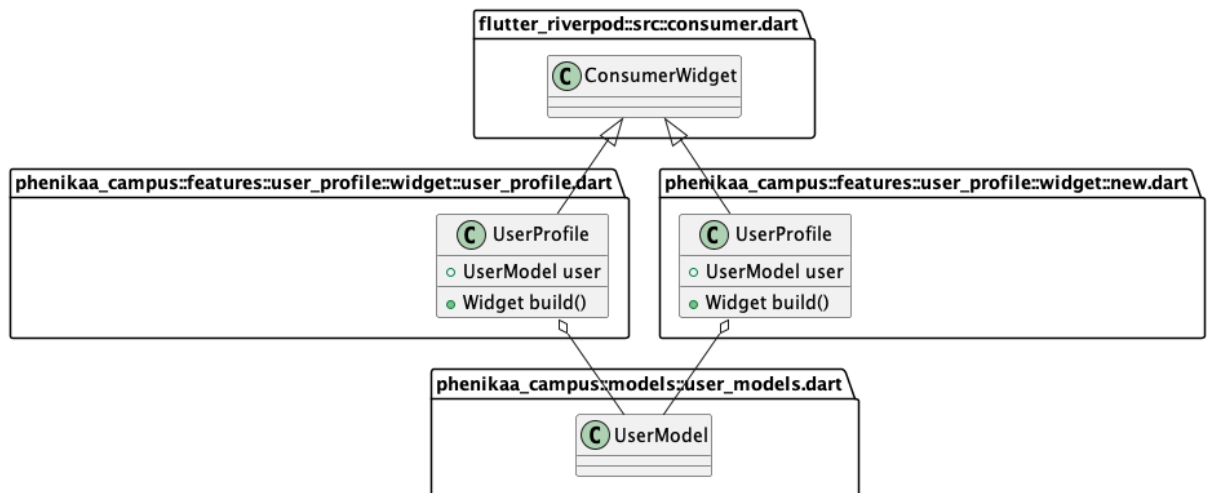 flutter_riverpod::src::consumer.dart
C ConsumerWidget
phenikaa_campus::features::user_profile::widget::user_profile.dart
phenikaa_campus::features::user_profile::widget::new.dart
C UserProfile
UserModel user
Widget build()
C UserProfile
UserModel user
Widget build()
phenikaa_campus::models::user_models.dart
C UserModel